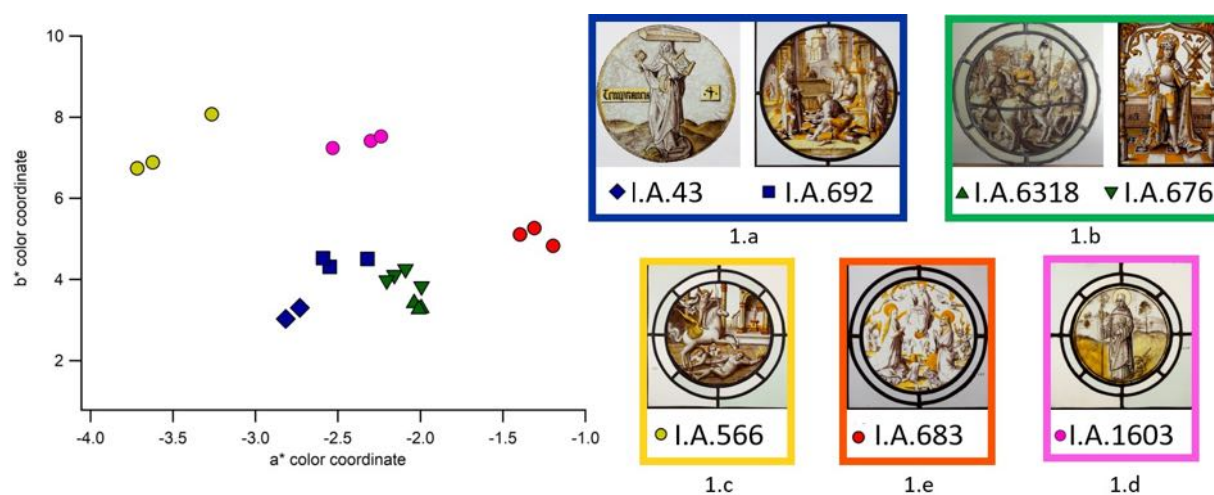 10
8
6
4
2
-4.0 -3.5 -3.0 -2.5 -2.0 -1.5 -1.0
b* color coordinate
a* color coordinate
Temperancia
I.A.43 I.A.692
1.a
I.A.6318 I.A.676
1.b
I.A.566
1.c
I.A.683
1.e
I.A.1603
1.d